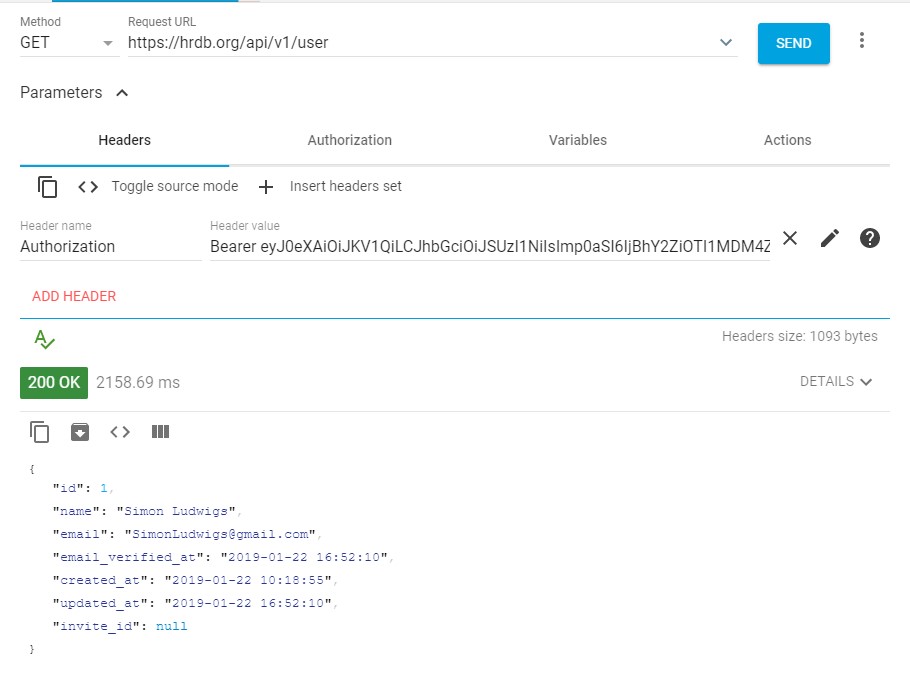 Method
Request URL
GET
https://hrdb.org/api/v1/user
SEND
Parameters
Headers
Authorization
Variables
Actions
Toggle source mode
Insert headers set
Header name
Header value
Authorization
Bearer eyJ0eXAiOiJKV1QiLCJhbGciOiJSUzI1NiIsImp0aSI6IjBhY2ZiOTI1MDM4Z
ADD HEADER
Headers size: 1093 bytes
200 OK
2158.69 ms
DETAILS
{
"id": 1,
"name": "Simon Ludwigs",
"email": "SimonLudwigs@gmail.com",
"email_verified_at": "2019-01-22 16:52:10",
"created_at": "2019-01-22 10:18:55",
"updated_at": "2019-01-22 16:52:10",
"invite_id": null
}